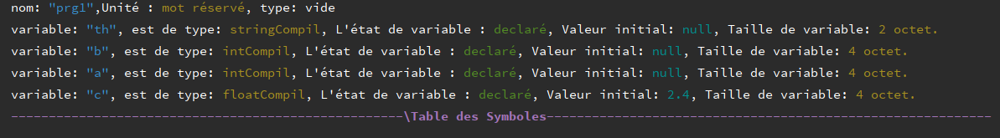 nom: "prg1",Unité : mot réservé, type: vide
variable: "th", est de type: stringCompil, L'état de variable : declaré, Valeur initial: null, Taille de variable: 2 octet.
variable: "b", est de type: intCompil, L'état de variable : declaré, Valeur initial: null, Taille de variable: 4 octet.
variable: "a", est de type: intCompil, L'état de variable : declaré, Valeur initial: null, Taille de variable: 4 octet.
variable: "c", est de type: floatCompil, L'état de variable : declaré, Valeur initial: 2.4, Taille de variable: 4 octet.
----------------------------------------------------\Table des Symboles-----------------------------------------------------------